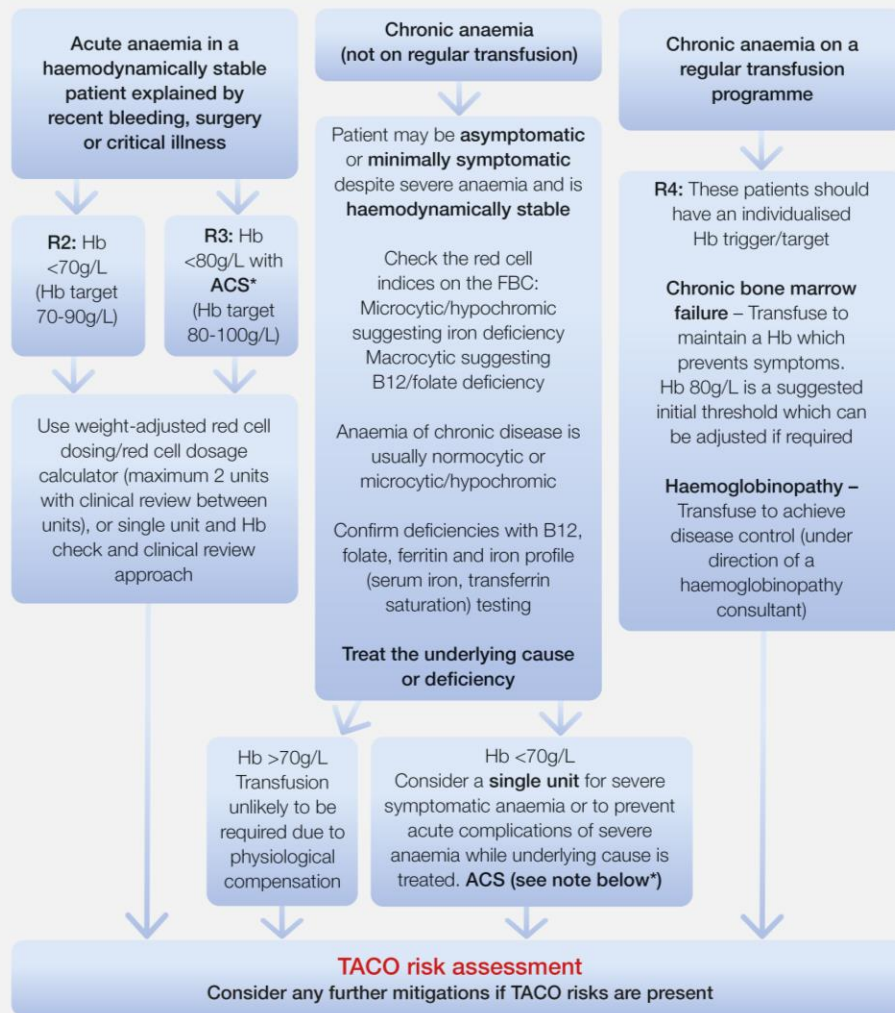 Acute anaemia in a
haemodynamically stable
patient explained by
recent bleeding, surgery
or critical illness
R2: Hb
<70g/L
(Hb target
70-90g/L)
R3: Hb
<80g/L with
ACS*
(Hb target
80-100g/L)
Use weight-adjusted red cell
dosing/red cell dosage
calculator (maximum 2 units
with clinical review between
units), or single unit and Hb
check and clinical review
approach
Chronic anaemia
(not on regular transfusion)
Patient may be asymptomatic
or minimally symptomatic
despite severe anaemia and is
haemodynamically stable
Check the red cell
indices on the FBC:
Microcytic/hypochromic
suggesting iron deficiency
Macrocytic suggesting
B12/folate deficiency
Anaemia of chronic disease is
usually normocytic or
microcytic/hypochromic
Confirm deficiencies with B12,
folate, ferritin and iron profile
(serum iron, transferrin
saturation) testing
Treat the underlying cause
or deficiency
Hb >70g/L
Transfusion
unlikely to be
required due to
physiological
compensation
Hb <70g/L
Consider a single unit for severe
symptomatic anaemia or to prevent
acute complications of severe
anaemia while underlying cause is
treated. ACS (see note below*)
Chronic anaemia on a
regular transfusion
programme
R4: These patients should
have an individualised
Hb trigger/target
Chronic bone marrow
failure – Transfuse to
maintain a Hb which
prevents symptoms.
Hb 80g/L is a suggested
initial threshold which can
be adjusted if required
Haemoglobinopathy –
Transfuse to achieve
disease control (under
direction of a
haemoglobinopathy
consultant)
TACO risk assessment
Consider any further mitigations if TACO risks are present